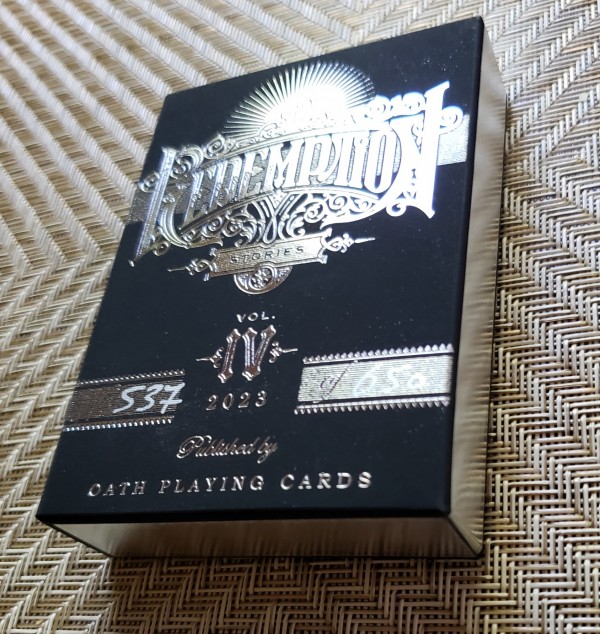 REDEMPTION
STORIES
VOL.
IV
537 of 650
2023
Published by
OATH PLAYING CARDS